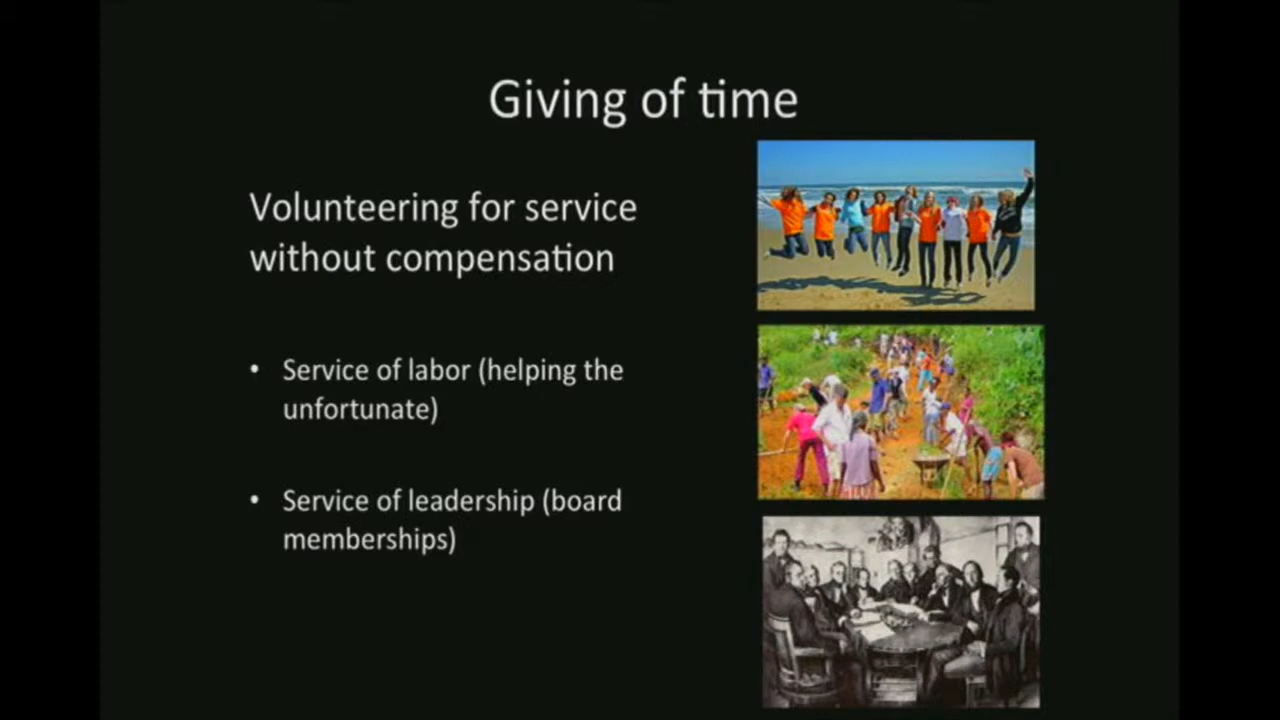 Giving of time
Volunteering for service
without compensation
• Service of labor (helping the
unfortunate)
• Service of leadership (board
memberships)